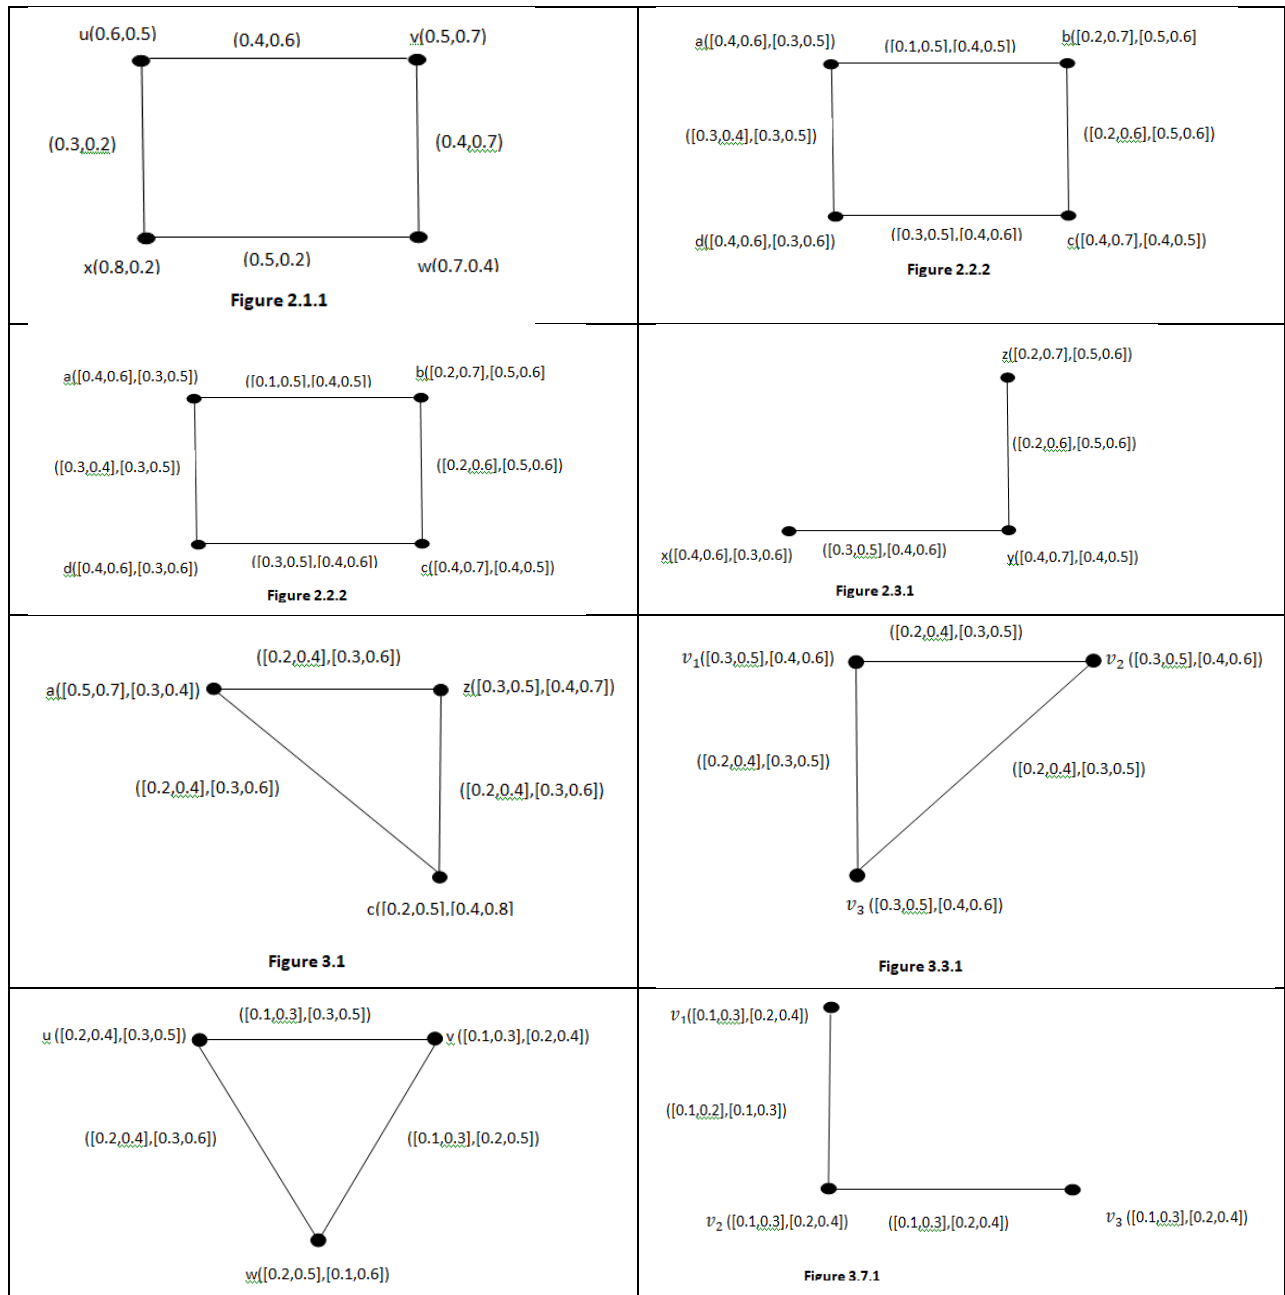 u(0.6,0.5) (0.4,0.6) v(0.5,0.7)
(0.3,0.2) (0.4,0.7)
x(0.8,0.2) (0.5,0.2) w(0.7,0.4)
Figure 2.1.1
a([0.4,0.6],[0.3,0.5]) ([0.1,0.5],[0.4,0.5]) b([0.2,0.7],[0.5,0.6]
([0.3,0.4],[0.3,0.5]) ([0.2,0.6],[0.5,0.6])
d([0.4,0.6],[0.3,0.6]) ([0.3,0.5],[0.4,0.6]) c([0.4,0.7],[0.4,0.5])
Figure 2.2.2
a([0.4,0.6],[0.3,0.5]) ([0.1,0.5],[0.4,0.5]) b([0.2,0.7],[0.5,0.6]
([0.3,0.4],[0.3,0.5]) ([0.2,0.6],[0.5,0.6])
d([0.4,0.6],[0.3,0.6]) ([0.3,0.5],[0.4,0.6]) c([0.4,0.7],[0.4,0.5])
Figure 2.2.2
z([0.2,0.7],[0.5,0.6])
([0.2,0.6],[0.5,0.6])
x([0.4,0.6],[0.3,0.6]) ([0.3,0.5],[0.4,0.6]) y([0.4,0.7],[0.4,0.5])
Figure 2.3.1
([0.2,0.4],[0.3,0.6])
a([0.5,0.7],[0.3,0.4]) z([0.3,0.5],[0.4,0.7])
([0.2,0.4],[0.3,0.6]) ([0.2,0.4],[0.3,0.6])
c([0.2,0.5],[0.4,0.8]
Figure 3.1
([0.2,0.4],[0.3,0.5])
v₁([0.3,0.5],[0.4,0.6]) v₂ ([0.3,0.5],[0.4,0.6])
([0.2,0.4],[0.3,0.5]) ([0.2,0.4],[0.3,0.5])
v₃ ([0.3,0.5],[0.4,0.6])
Figure 3.3.1
([0.1,0.3],[0.3,0.5])
u ([0.2,0.4],[0.3,0.5]) v ([0.1,0.3],[0.2,0.4])
([0.2,0.4],[0.3,0.6]) ([0.1,0.3],[0.2,0.5])
w([0.2,0.5],[0.1,0.6])
v₁([0.1,0.3],[0.2,0.4])
([0.1,0.2],[0.1,0.3])
v₂ ([0.1,0.3],[0.2,0.4]) ([0.1,0.3],[0.2,0.4]) v₃ ([0.1,0.3],[0.2,0.4])
Figure 3.7.1